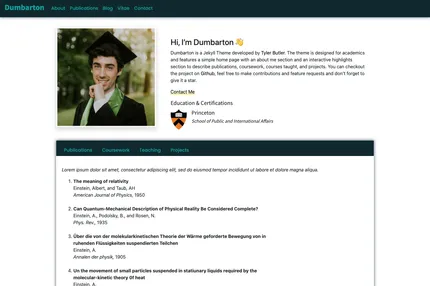 Dumbarton
About Publications Blog Vitae Contact
Hi, I'm Dumbarton 👋
Dumbarton is a Jekyll Theme developed by Tyler Butler. The theme is designed for academics
and features a simple home page with an about me section and an interactive highlights
section to describe publications, coursework, courses taught, and projects. You can checkout
the project on Github, feel free to make contributions and feature requests and don't forget to
give it a star.
Contact Me
Education & Certifications
Princeton
School of Public and International Affairs
Publications Coursework Teaching Projects
Lorem ipsum dolor sit amet, consectetur adipiscing elit, sed do eiusmod tempor incididunt ut labore et dolore magna aliqua.
1. The meaning of relativity
Einstein, Albert, and Taub, AH
American Journal of Physics, 1950
2. Can Quantum-Mechanical Description of Physical Reality Be Considered Complete?
Einstein, A., Podolsky, B., and Rosen, N.
Phys. Rev., 1935
3. Über die von der molekularkinetischen Theorie der Wärme geforderte Bewegung von in
ruhenden Flüssigkeiten suspendierten Teilchen
Einstein, A.
Annalen der physik, 1905
4. Un the movement of small particles suspended in statiunary liquids required by the
molecular-kinetic theory 0f heat
Einstein, A.